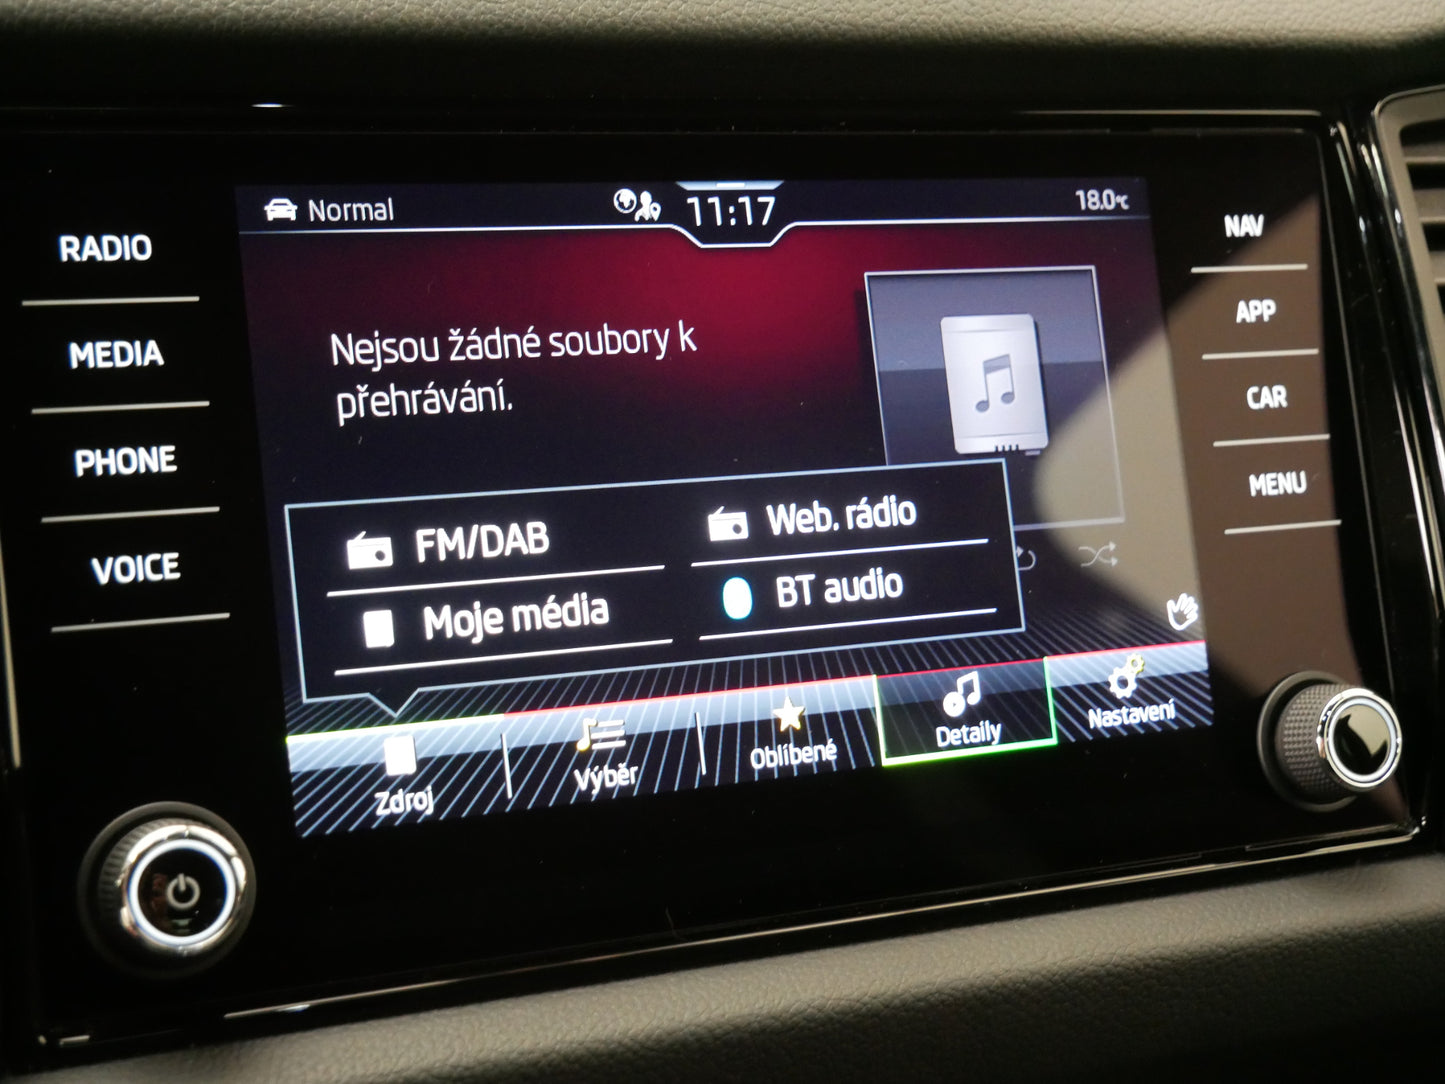 Normal
11:17
18.0°C
RADIO
MEDIA
PHONE
VOICE
NAV
APP
CAR
MENU
Nejsou žádné soubory k
přehrávání.
FM/DAB
Web. rádio
Moje média
BT audio
Zdroj
Výběr
Oblíbené
Detaily
Nastavení